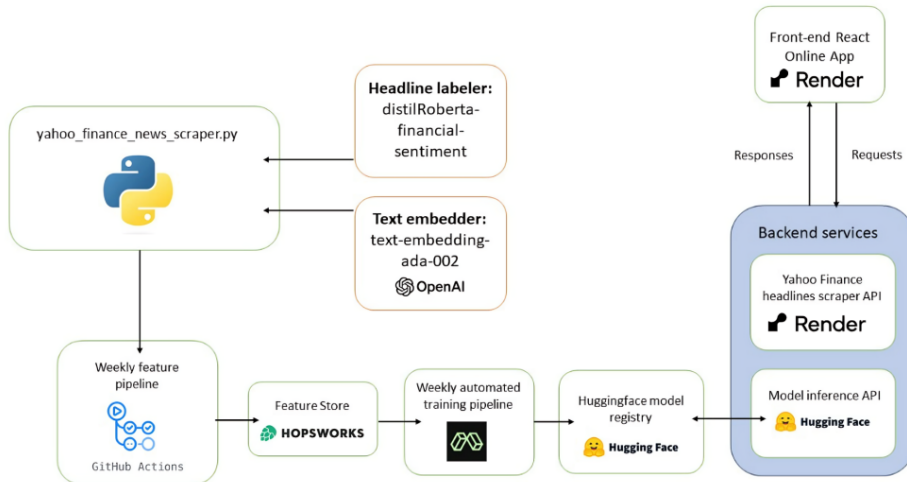 Front-end React
Online App
Render
Headline labeler:
distilRoberta-
financial-
sentiment
yahoo_finance_news_scraper.py
Responses
Requests
Text embedder:
text-embedding-
ada-002
OpenAI
Backend services
Yahoo Finance
headlines scraper API
Render
Weekly feature
pipeline
GitHub Actions
Feature Store
HOPSWORKS
Weekly automated
training pipeline
Huggingface model
registry
Hugging Face
Model inference API
Hugging Face